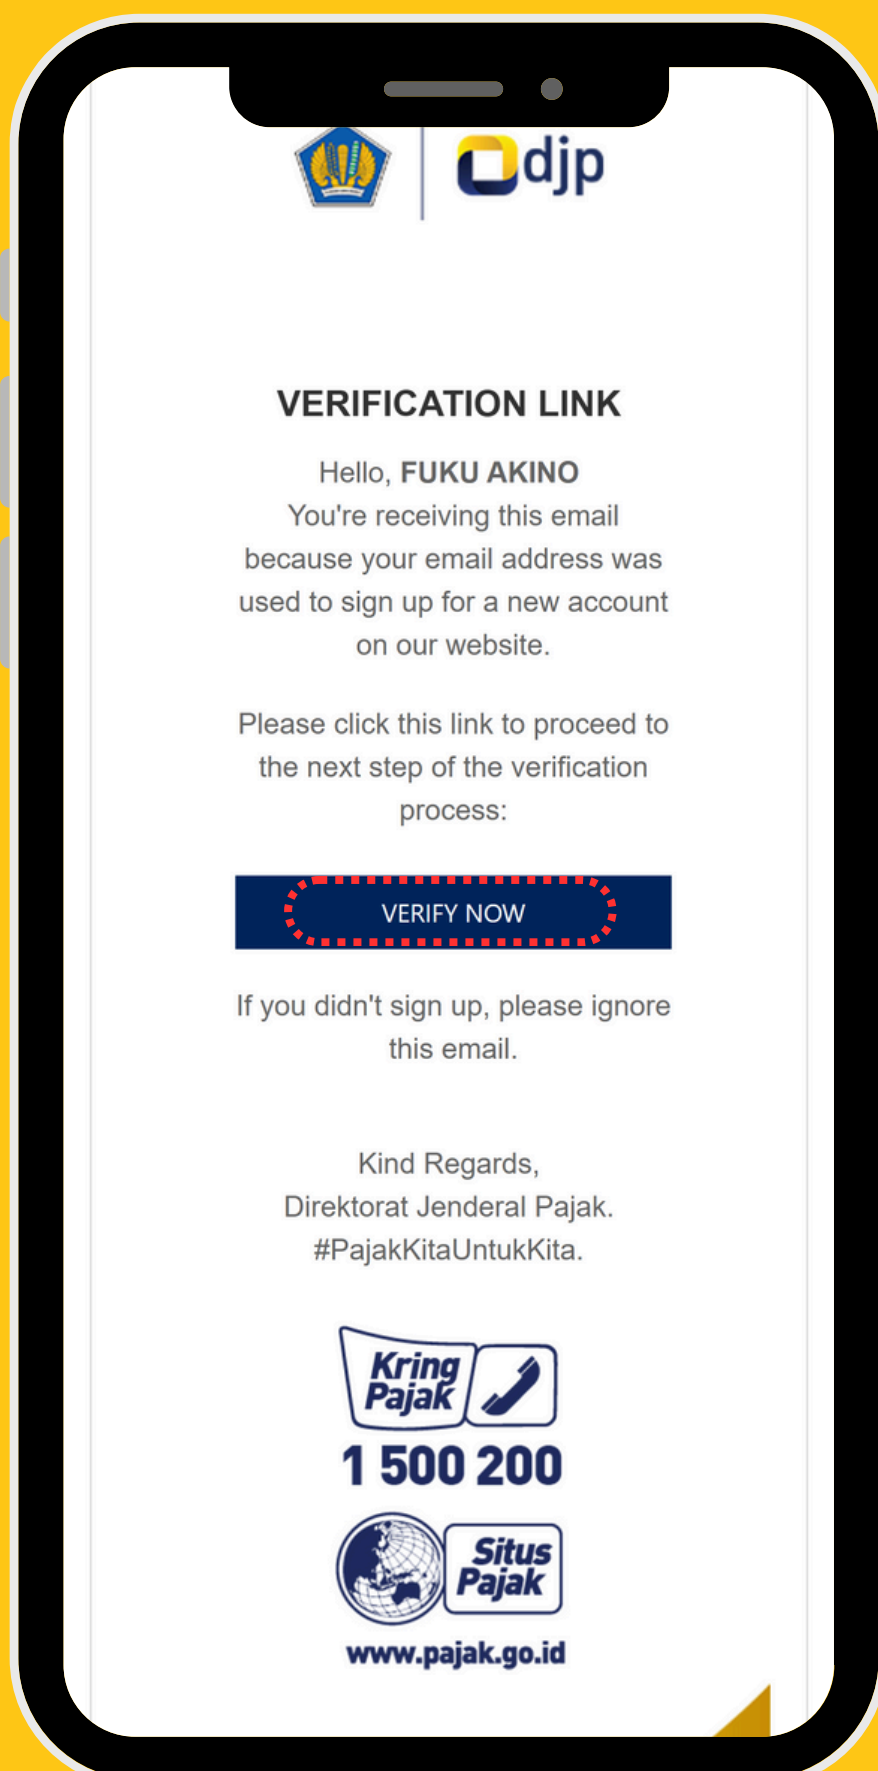 djp
VERIFICATION LINK
Hello, FUKU AKINO
You're receiving this email
because your email address was
used to sign up for a new account
on our website.
Please click this link to proceed to
the next step of the verification
process:
VERIFY NOW
If you didn't sign up, please ignore
this email.
Kind Regards,
Direktorat Jenderal Pajak.
#PajakKitaUntukKita.
Kring
Pajak
1 500 200
Situs
Pajak
www.pajak.go.id